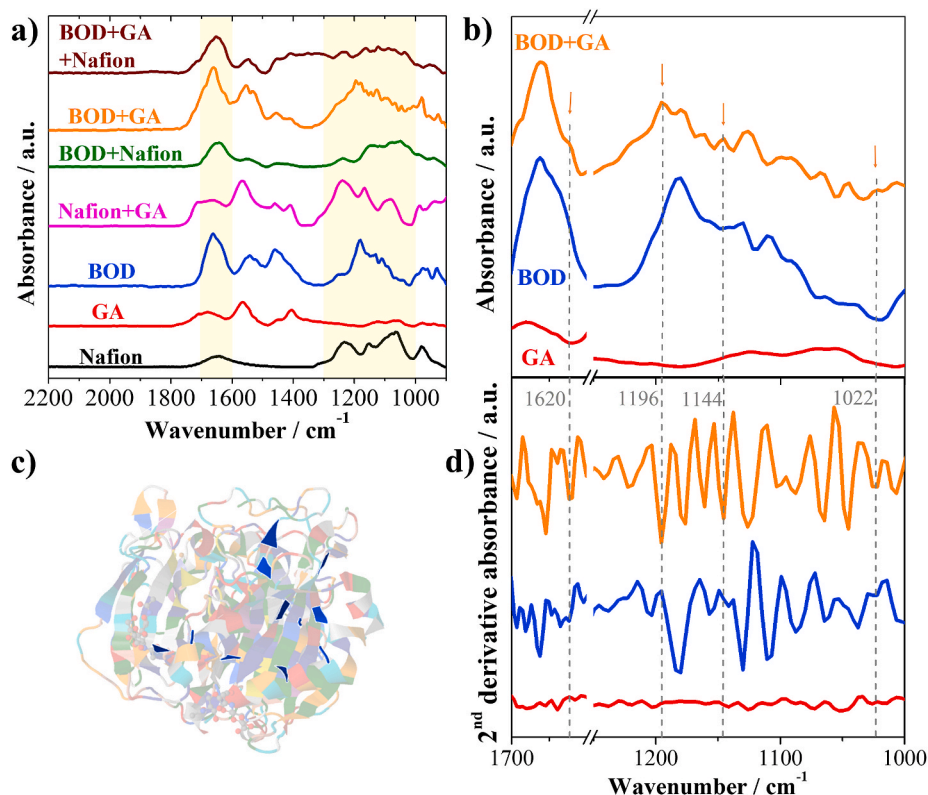 a)
BOD+GA
+Nafion
BOD+GA
BOD+Nafion
Nafion+GA
BOD
GA
Nafion
Absorbance / a.u.
2200 2000 1800 1600 1400 1200 1000
Wavenumber / cm⁻¹
b)
BOD+GA
BOD
GA
Absorbance / a.u.
c)
d)
1620 1196 1144 1022
2nd derivative absorbance / a.u.
1700 1200 1100 1000
Wavenumber / cm⁻¹